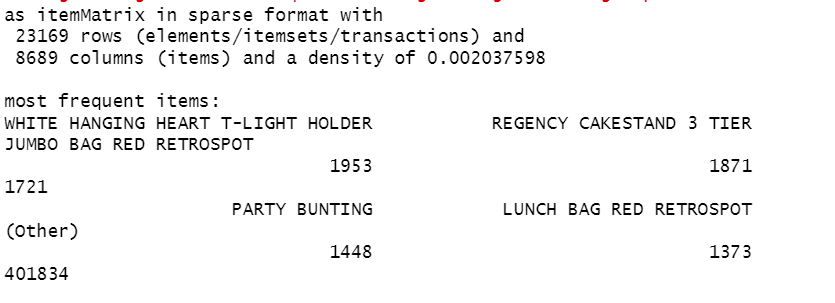 as itemMatrix in sparse format with
 23169 rows (elements/itemsets/transactions) and
 8689 columns (items) and a density of 0.002037598

most frequent items:
WHITE HANGING HEART T-LIGHT HOLDER           REGENCY CAKESTAND 3 TIER
JUMBO BAG RED RETROSPOT
                              1953                               1871
1721
                     PARTY BUNTING            LUNCH BAG RED RETROSPOT
(Other)
                              1448                               1373
401834